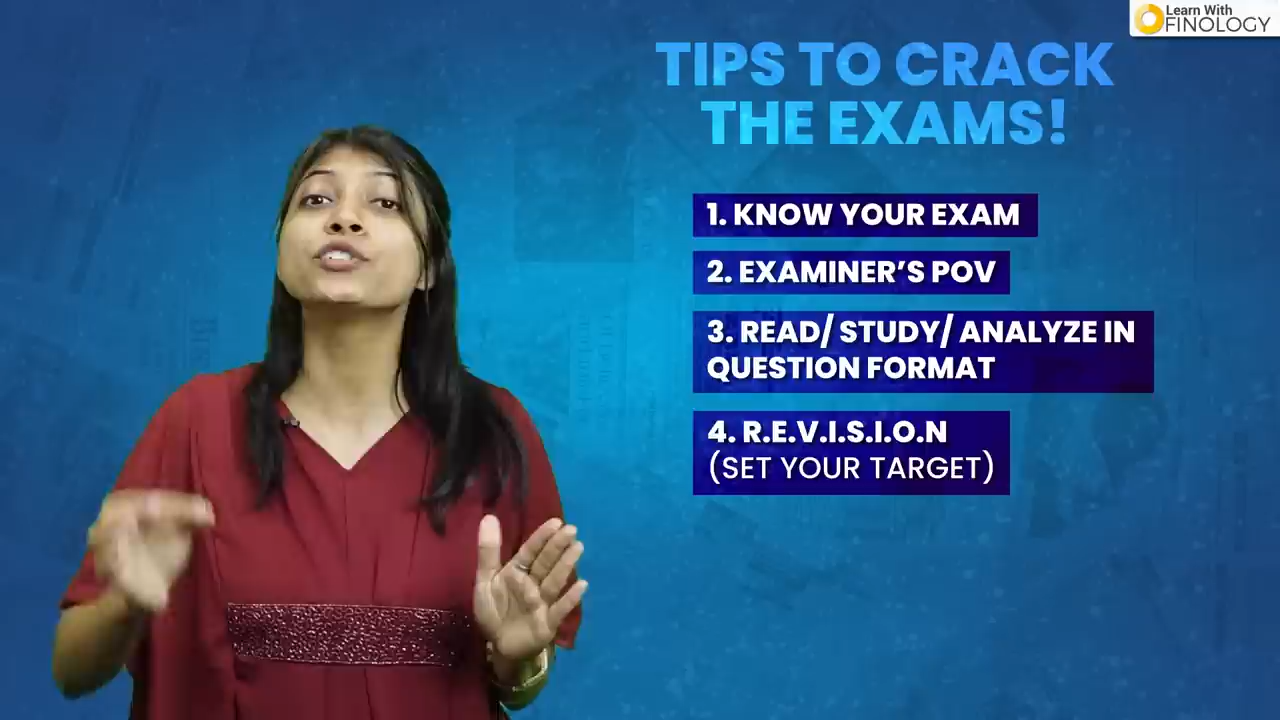 Learn With
FINOLOGY
TIPS TO CRACK
THE EXAMS!
1. KNOW YOUR EXAM
2. EXAMINER'S POV
3. READ/ STUDY/ ANALYZE IN
QUESTION FORMAT
4. R.E.V.I.S.I.O.N
(SET YOUR TARGET)